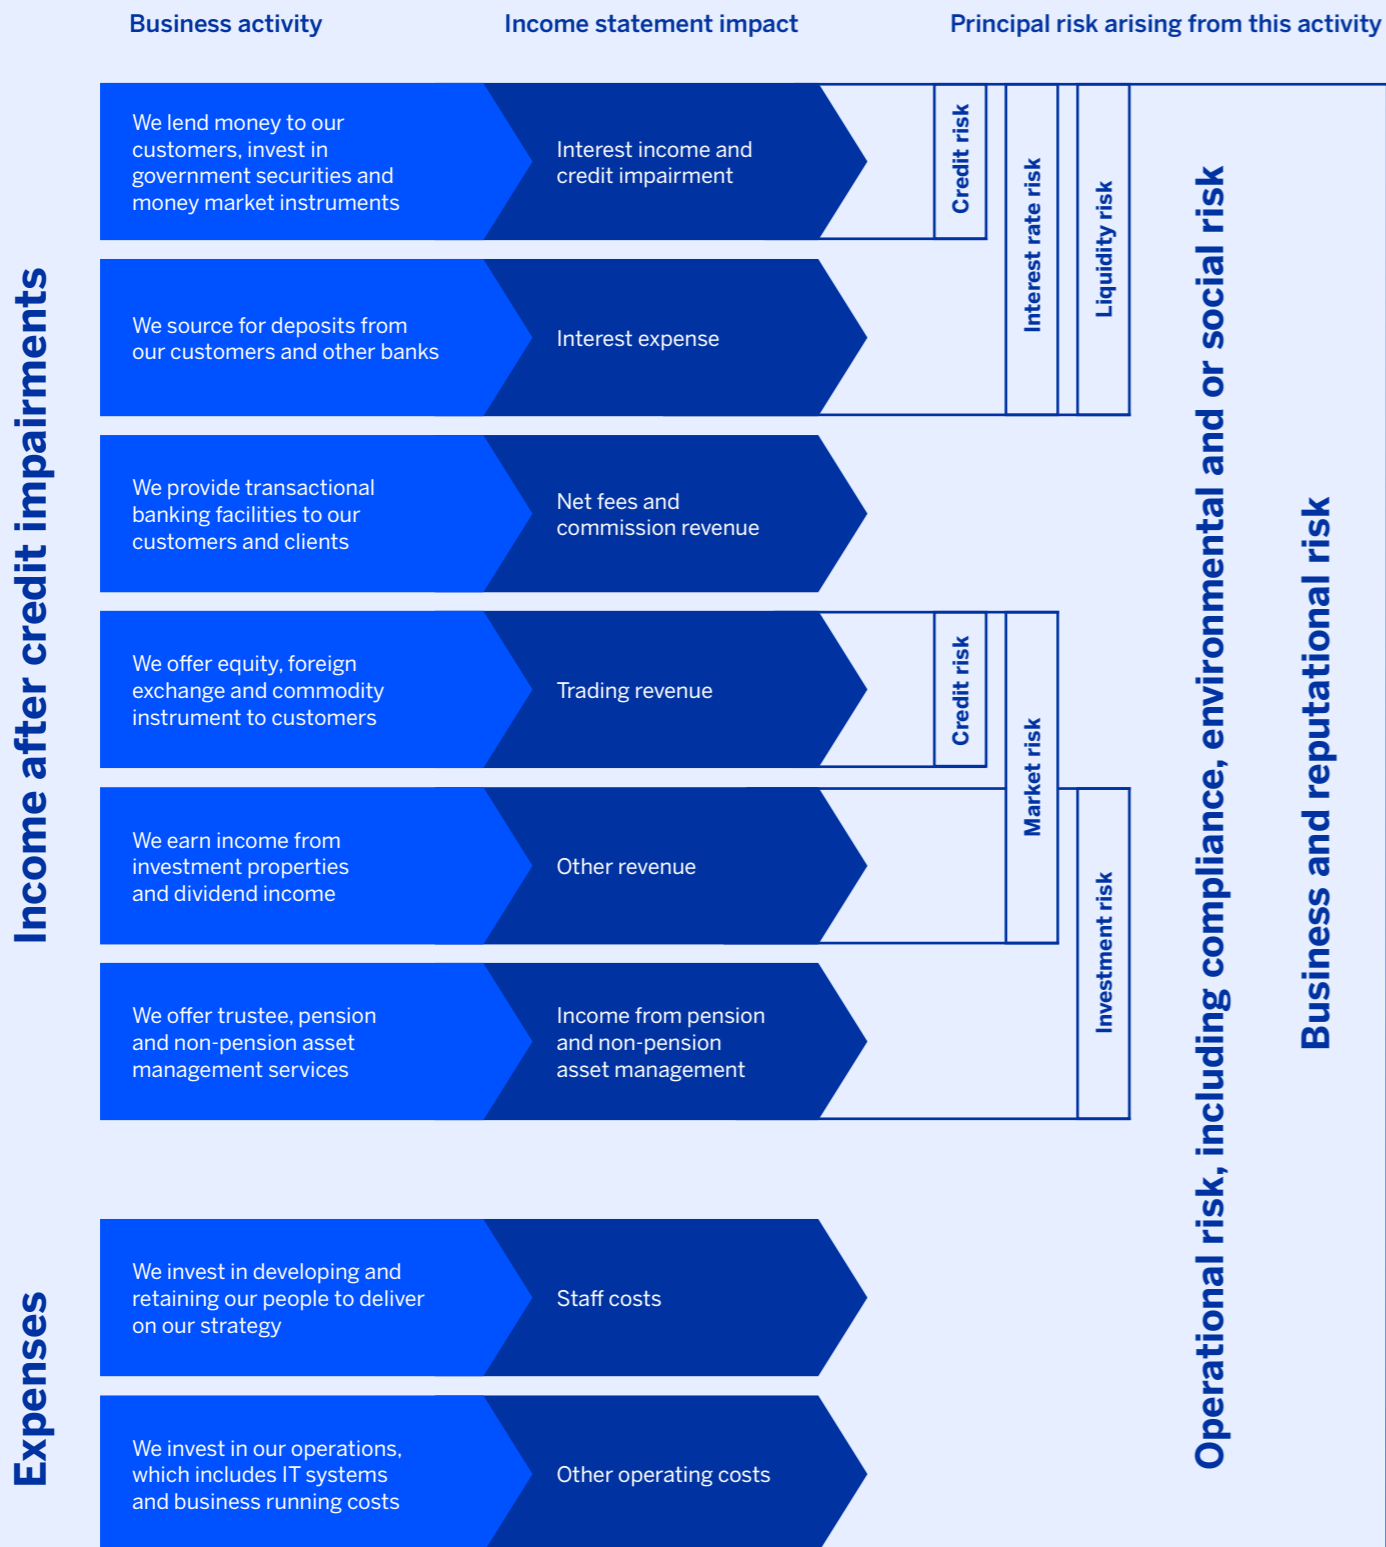 Business activity
Income statement impact
Principal risk arising from this activity
Income after credit impairments
We lend money to our
customers, invest in
government securities and
money market instruments
Interest income and
credit impairment
Credit risk
Interest rate risk
Liquidity risk
We source for deposits from
our customers and other banks
Interest expense
We provide transactional
banking facilities to our
customers and clients
Net fees and
commission revenue
We offer equity, foreign
exchange and commodity
instrument to customers
Trading revenue
Credit risk
Market risk
We earn income from
investment properties
and dividend income
Other revenue
Investment risk
We offer trustee, pension
and non-pension asset
management services
Income from pension
and non-pension
asset management
Expenses
We invest in developing and
retaining our people to deliver
on our strategy
Staff costs
We invest in our operations,
which includes IT systems
and business running costs
Other operating costs
Operational risk, including compliance, environmental and or social risk
Business and reputational risk